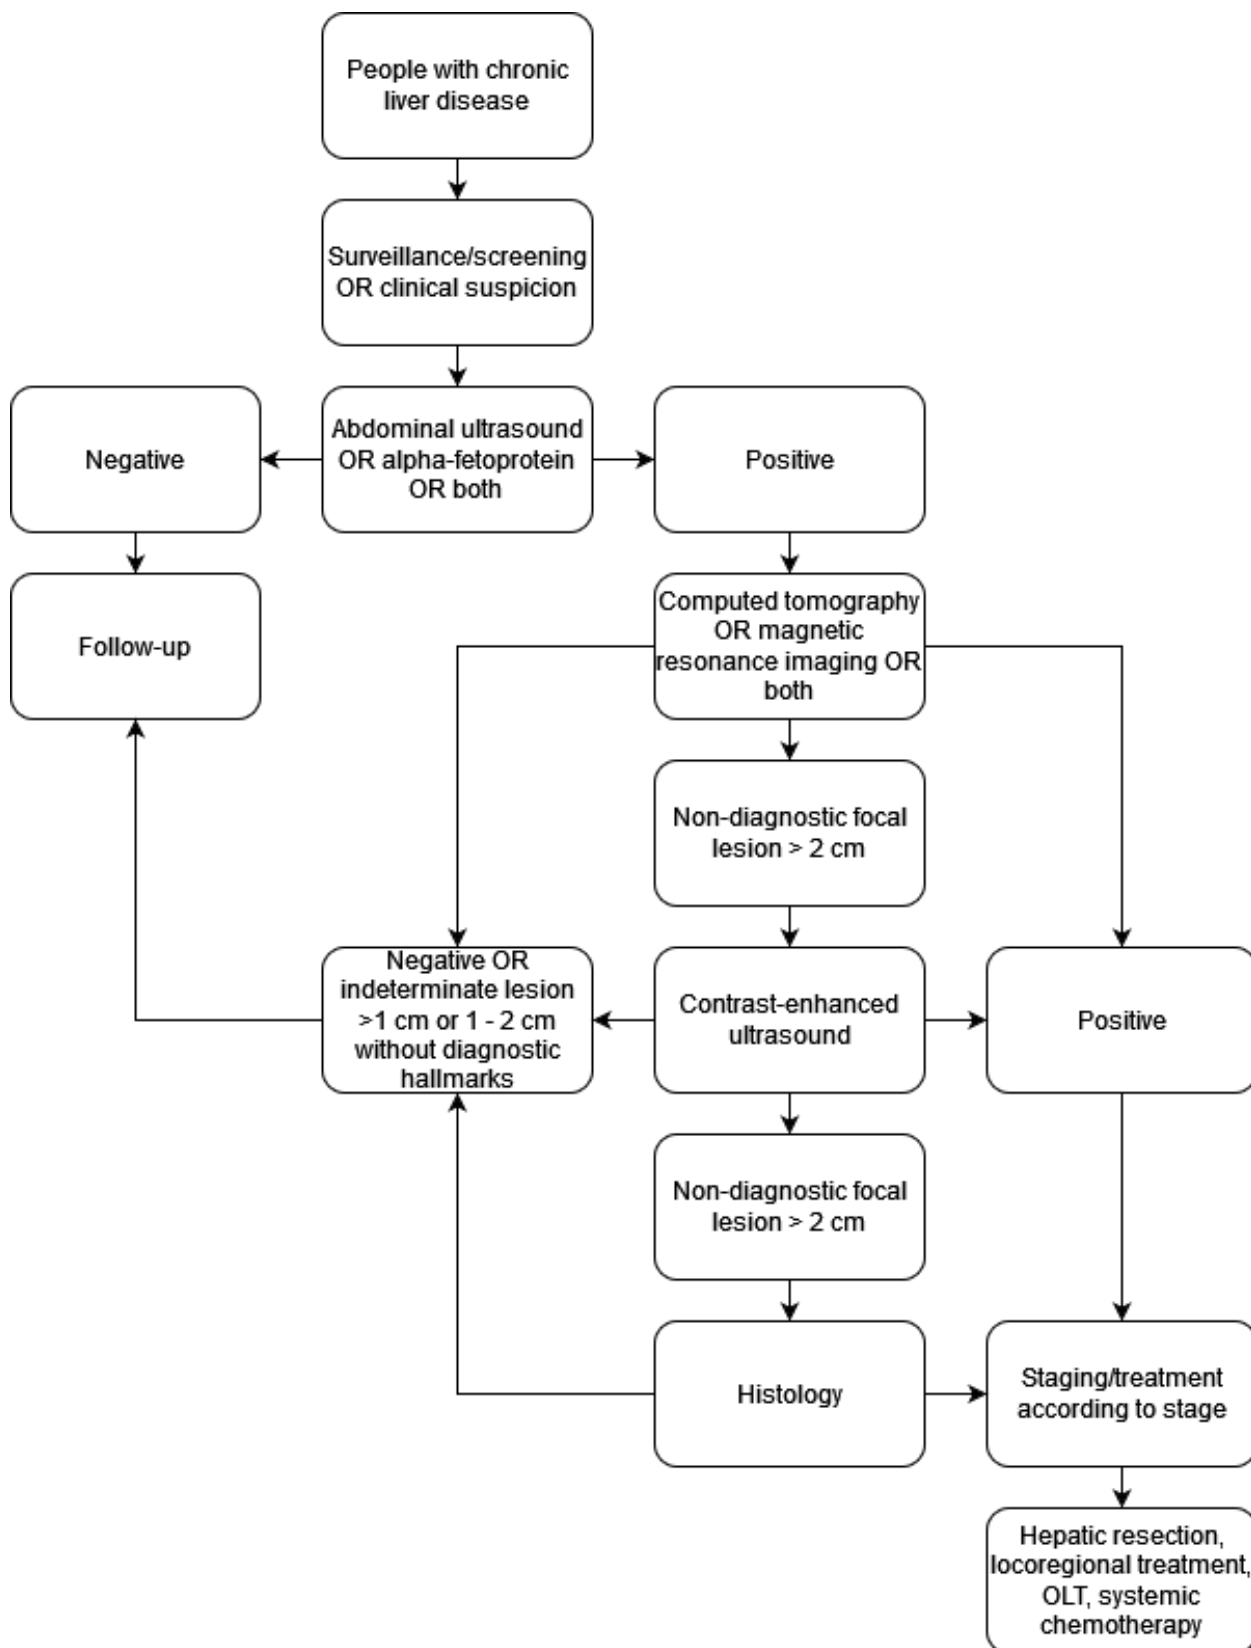 People with chronic
liver disease
Surveillance/screening
OR clinical suspicion
Negative
Abdominal ultrasound
OR alpha-fetoprotein
OR both
Positive
Follow-up
Computed tomography
OR magnetic
resonance imaging OR
both
Non-diagnostic focal
lesion > 2 cm
Negative OR
indeterminate lesion
>1 cm or 1 - 2 cm
without diagnostic
hallmarks
Contrast-enhanced
ultrasound
Positive
Non-diagnostic focal
lesion > 2 cm
Histology
Staging/treatment
according to stage
Hepatic resection,
locoregional treatment,
OLT, systemic
chemotherapy